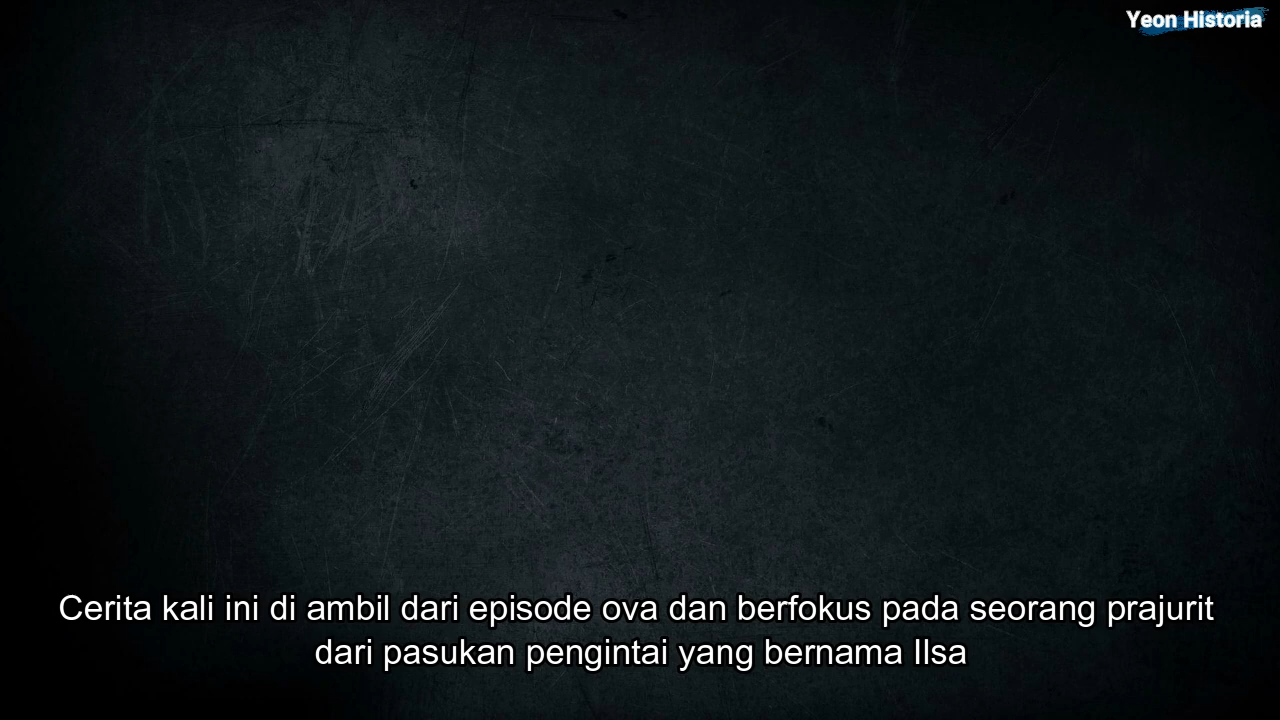 Yeon Historia
Cerita kali ini di ambil dari episode ova dan berfokus pada seorang prajurit
dari pasukan pengintai yang bernama Ilsa